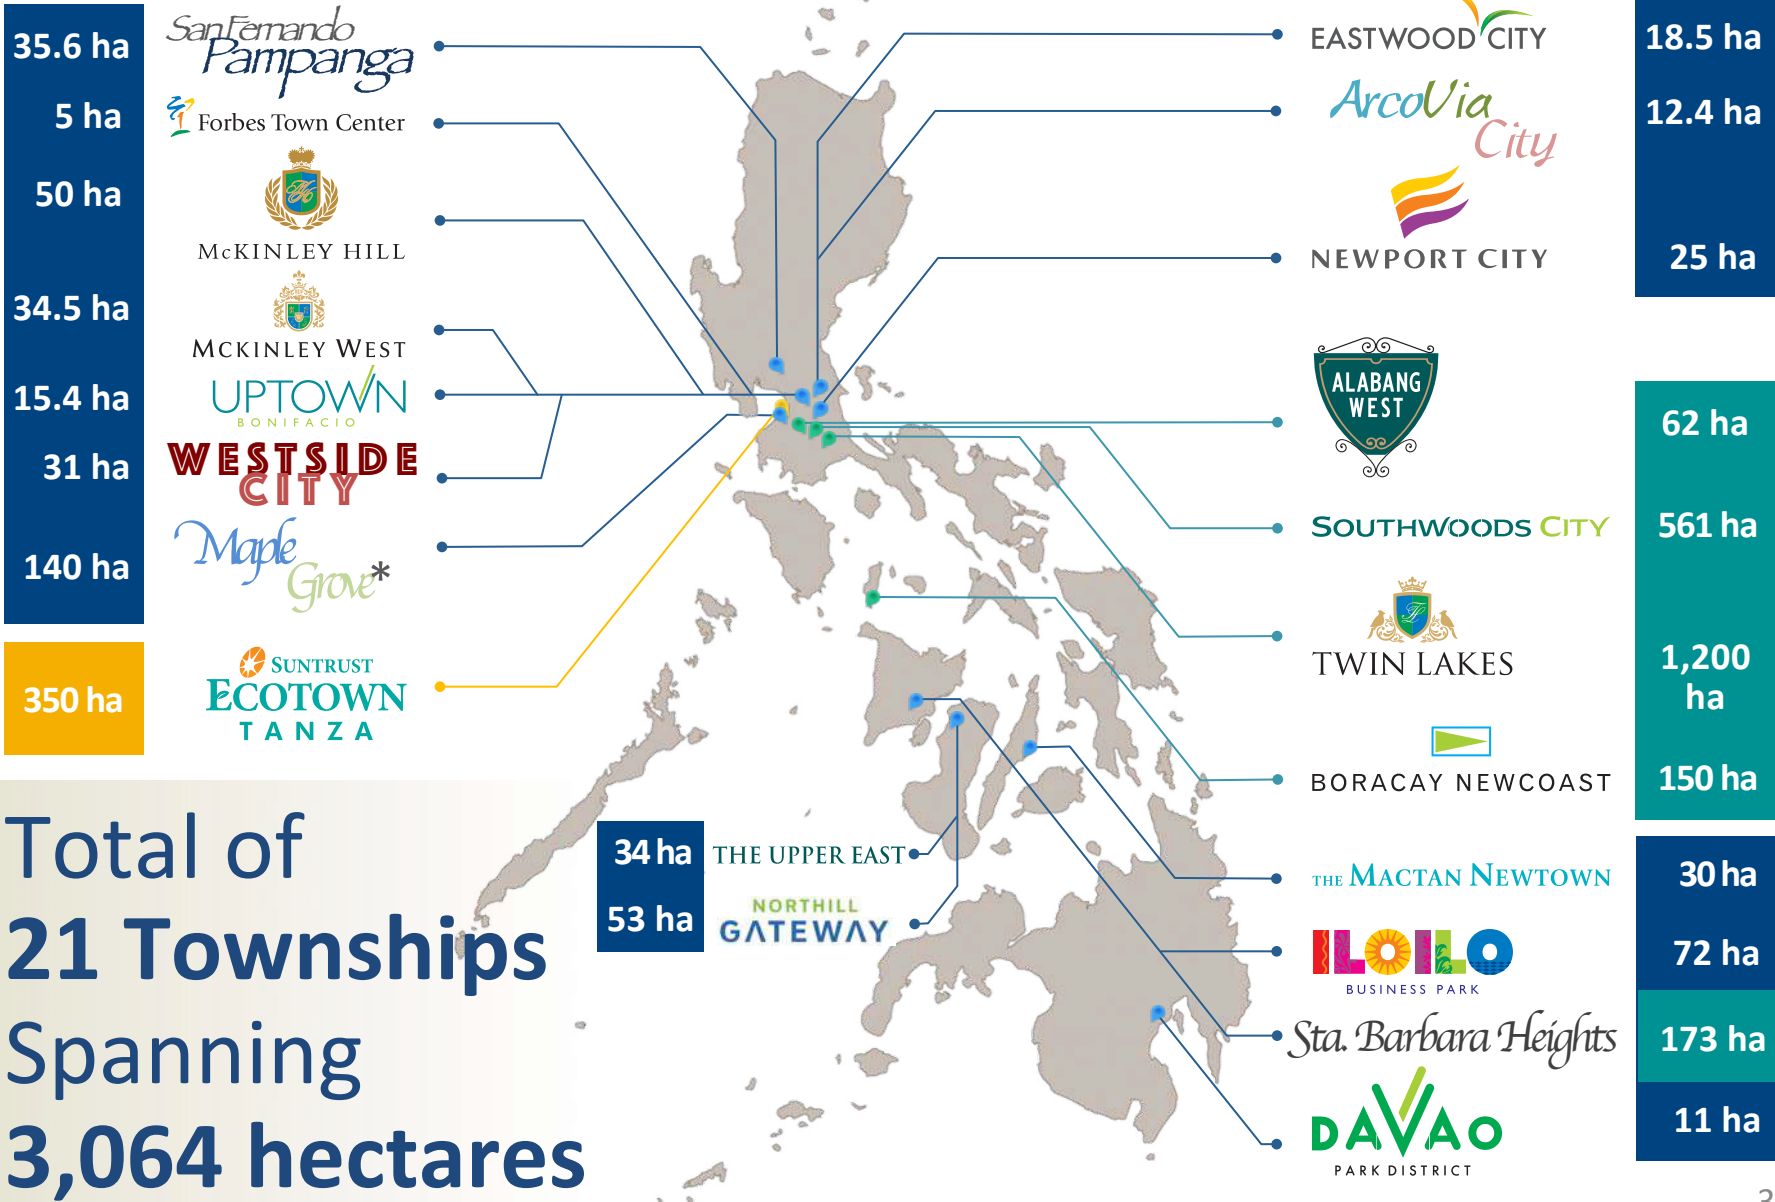 35.6 ha
San Fernando
Pampanga
5 ha
Forbes Town Center
50 ha
McKINLEY HILL
34.5 ha
MCKINLEY WEST
15.4 ha
UPTOWN
BONIFACIO
31 ha
WESTSIDE
CITY
140 ha
Maple
Grove*
350 ha
SUNTRUST
ECOTOWN
TANZA
EASTWOOD CITY
18.5 ha
ArcoVia
City
12.4 ha
NEWPORT CITY
25 ha
ALABANG
WEST
62 ha
SOUTHWOODS CITY
561 ha
TWIN LAKES
1,200
ha
BORACAY NEWCOAST
150 ha
34 ha
THE UPPER EAST
53 ha
NORTHILL
GATEWAY
THE MACTAN NEWTOWN
30 ha
ILOILO
BUSINESS PARK
72 ha
Sta. Barbara Heights
173 ha
DAVAO
PARK DISTRICT
11 ha
Total of
21 Townships
Spanning
3,064 hectares
3